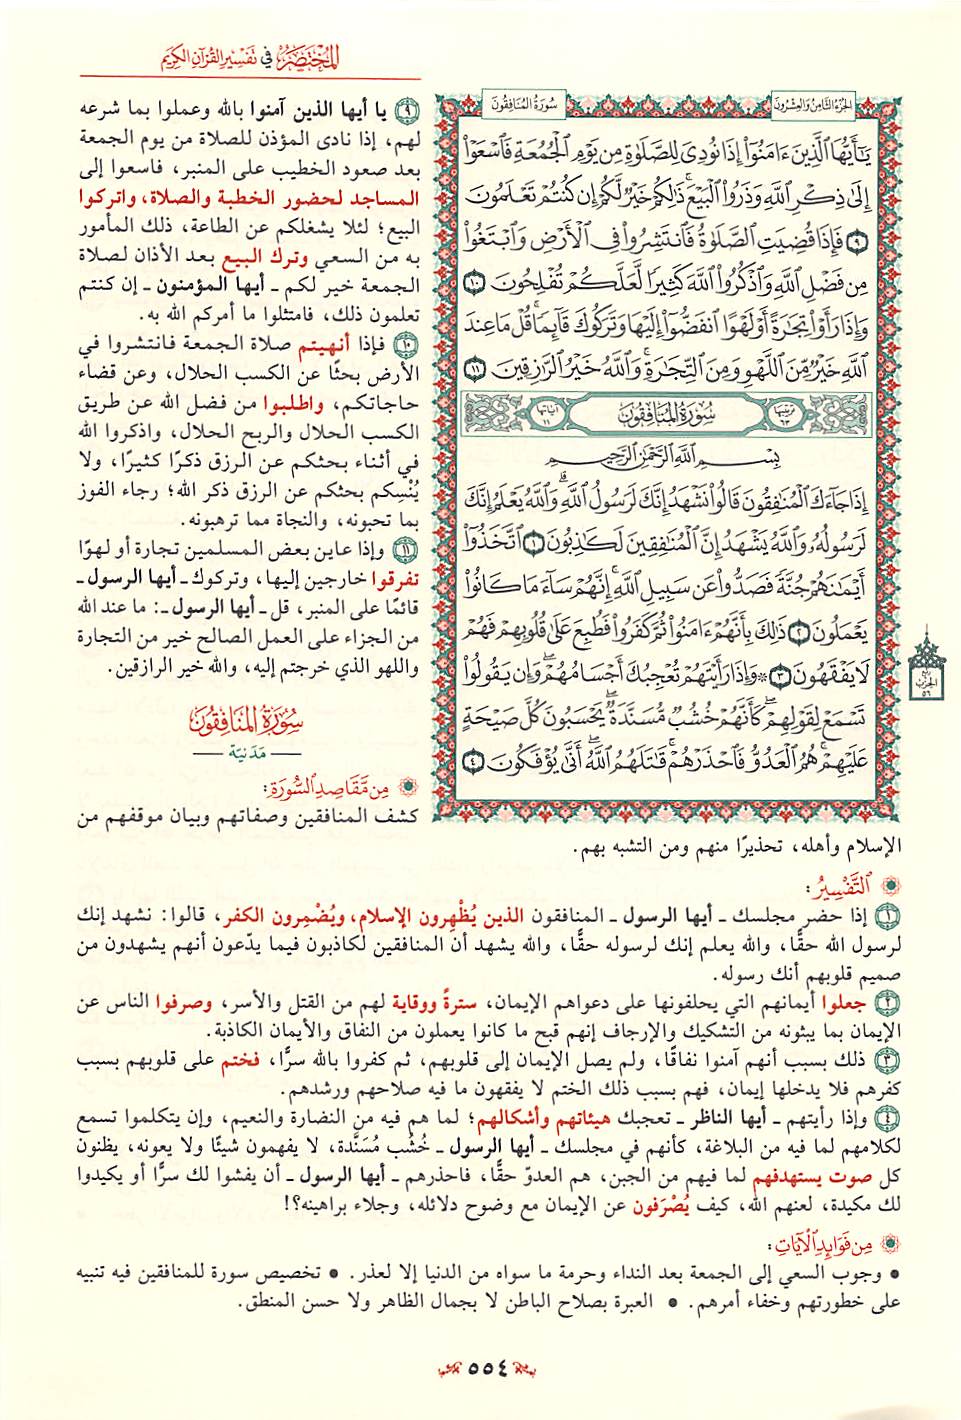 المختصر في تفسير القرآن الكريم
الجزء الثامن والعشرون
سورة المنافقون
يَٰٓأَيُّهَا ٱلَّذِينَ ءَامَنُوٓاْ إِذَا نُودِيَ لِلصَّلَوٰةِ مِن يَوۡمِ ٱلۡجُمُعَةِ فَٱسۡعَوۡاْ
إِلَىٰ ذِكۡرِ ٱللَّهِ وَذَرُواْ ٱلۡبَيۡعَۚ ذَٰلِكُمۡ خَيۡرٞ لَّكُمۡ إِن كُنتُمۡ تَعۡلَمُونَ
٩ فَإِذَا قُضِيَتِ ٱلصَّلَوٰةُ فَٱنتَشِرُواْ فِي ٱلۡأَرۡضِ وَٱبۡتَغُواْ
مِن فَضۡلِ ٱللَّهِ وَٱذۡكُرُواْ ٱللَّهَ كَثِيرٗا لَّعَلَّكُمۡ تُفۡلِحُونَ ١٠
وَإِذَا رَأَوۡاْ تِجَٰرَةً أَوۡ لَهۡوًا ٱنفَضُّوٓاْ إِلَيۡهَا وَتَرَكُوكَ قَآئِمٗاۚ قُلۡ مَا عِندَ
ٱللَّهِ خَيۡرٞ مِّنَ ٱللَّهۡوِ وَمِنَ ٱلتِّجَٰرَةِۚ وَٱللَّهُ خَيۡرُ ٱلرَّٰزِقِينَ ١١
ترتيبها ٦٣ سورة المنافقون آياتها ١١
بِسۡمِ ٱللَّهِ ٱلرَّحۡمَٰنِ ٱلرَّحِيمِ
إِذَا جَآءَكَ ٱلۡمُنَٰفِقُونَ قَالُواْ نَشۡهَدُ إِنَّكَ لَرَسُولُ ٱللَّهِۗ وَٱللَّهُ يَعۡلَمُ إِنَّكَ
لَرَسُولُهُۥ وَٱللَّهُ يَشۡهَدُ إِنَّ ٱلۡمُنَٰفِقِينَ لَكَٰذِبُونَ ١ ٱتَّخَذُوٓاْ
أَيۡمَٰنَهُمۡ جُنَّةٗ فَصَدُّواْ عَن سَبِيلِ ٱللَّهِۚ إِنَّهُمۡ سَآءَ مَا كَانُواْ
يَعۡمَلُونَ ٢ ذَٰلِكَ بِأَنَّهُمۡ ءَامَنُواْ ثُمَّ كَفَرُواْ فَطُبِعَ عَلَىٰ قُلُوبِهِمۡ فَهُمۡ
لَا يَفۡقَهُونَ ٣ ۞وَإِذَا رَأَيۡتَهُمۡ تُعۡجِبُكَ أَجۡسَامُهُمۡۖ وَإِن يَقُولُواْ
تَسۡمَعۡ لِقَوۡلِهِمۡۖ كَأَنَّهُمۡ خُشُبٞ مُّسَنَّدَةٞۖ يَحۡسَبُونَ كُلَّ صَيۡحَةٍ
عَلَيۡهِمۡۚ هُمُ ٱلۡعَدُوُّ فَٱحۡذَرۡهُمۡۚ قَٰتَلَهُمُ ٱللَّهُۖ أَنَّىٰ يُؤۡفَكُونَ ٤
الحزب
٥٦
٩ يا أيها الذين آمنوا بالله وعملوا بما شرعه
لهم، إذا نادى المؤذن للصلاة من يوم الجمعة
بعد صعود الخطيب على المنبر، فاسعوا إلى
المساجد لحضور الخطبة والصلاة، واتركوا
البيع؛ لئلا يشغلكم عن الطاعة، ذلك المأمور
به من السعي وترك البيع بعد الأذان لصلاة
الجمعة خير لكم ـ أيها المؤمنون ـ إن كنتم
تعلمون ذلك، فامتثلوا ما أمركم الله به.
١٠ فإذا أنهيتم صلاة الجمعة فانتشروا في
الأرض بحثًا عن الكسب الحلال، وعن قضاء
حاجاتكم، واطلبوا من فضل الله عن طريق
الكسب الحلال والربح الحلال، واذكروا الله
في أثناء بحثكم عن الرزق ذكرًا كثيرًا، ولا
يُنْسِكم بحثكم عن الرزق ذكر الله؛ رجاء الفوز
بما تحبونه، والنجاة مما ترهبونه.
١١ وإذا عاين بعض المسلمين تجارة أو لهوًا
تفرقوا خارجين إليها، وتركوك ـ أيها الرسول ـ
قائمًا على المنبر، قل ـ أيها الرسول ـ: ما عند الله
من الجزاء على العمل الصالح خير من التجارة
واللهو الذي خرجتم إليه، والله خير الرازقين.
سورة المنافقون
— مدنية —
من مقاصد السورة:
كشف المنافقين وصفاتهم وبيان موقفهم من
الإسلام وأهله، تحذيرًا منهم ومن التشبه بهم.
التفسير:
١ إذا حضر مجلسك ـ أيها الرسول ـ المنافقون الذين يُظْهِرون الإسلام، ويُضْمِرون الكفر، قالوا: نشهد إنك
لرسول الله حقًّا، والله يعلم إنك لرسوله حقًّا، والله يشهد أن المنافقين لكاذبون فيما يدّعون أنهم يشهدون من
صميم قلوبهم أنك رسوله.
٢ جعلوا أيمانهم التي يحلفونها على دعواهم الإيمان، سترةً ووقاية لهم من القتل والأسر، وصرفوا الناس عن
الإيمان بما يبثونه من التشكيك والإرجاف إنهم قبح ما كانوا يعملون من النفاق والأيمان الكاذبة.
٣ ذلك بسبب أنهم آمنوا نفاقًا، ولم يصل الإيمان إلى قلوبهم، ثم كفروا بالله سرًّا، فختم على قلوبهم بسبب
كفرهم فلا يدخلها إيمان، فهم بسبب ذلك الختم لا يفقهون ما فيه صلاحهم ورشدهم.
٤ وإذا رأيتهم ـ أيها الناظر ـ تعجبك هيئاتهم وأشكالهم؛ لما هم فيه من النضارة والنعيم، وإن يتكلموا تسمع
لكلامهم لما فيه من البلاغة، كأنهم في مجلسك ـ أيها الرسول ـ خُشُب مُسَنَّدة، لا يفهمون شيئًا ولا يعونه، يظنون
كل صوت يستهدفهم لما فيهم من الجبن، هم العدوّ حقًّا، فاحذرهم ـ أيها الرسول ـ أن يفشوا لك سرًّا أو يكيدوا
لك مكيدة، لعنهم الله، كيف يُصْرَفون عن الإيمان مع وضوح دلائله، وجلاء براهينه؟!
من فوائد الآيات:
• وجوب السعي إلى الجمعة بعد النداء وحرمة ما سواه من الدنيا إلا لعذر. • تخصيص سورة للمنافقين فيه تنبيه
على خطورتهم وخفاء أمرهم. • العبرة بصلاح الباطن لا بجمال الظاهر ولا حسن المنطق.
٥٥٤